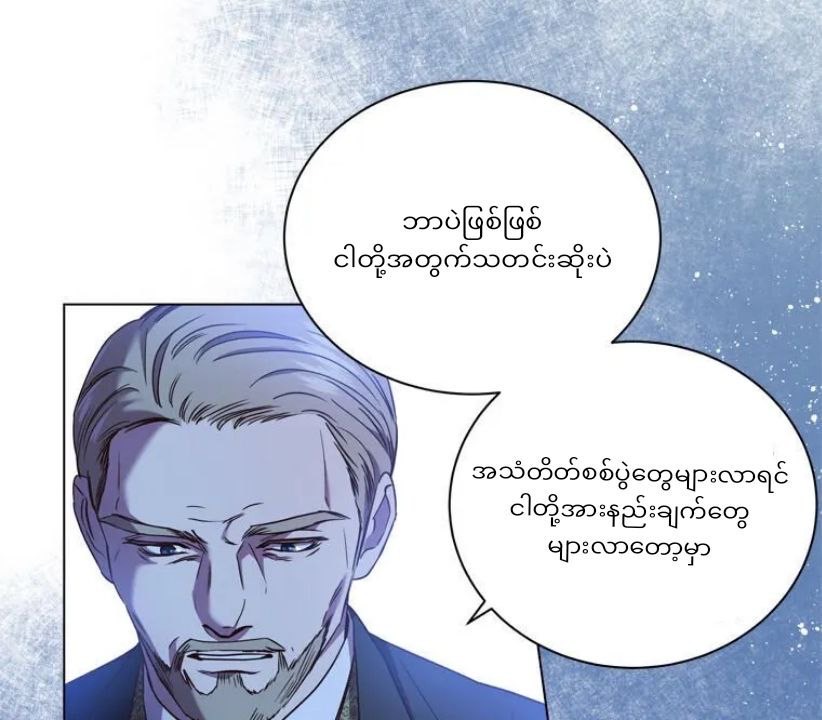 ဘာပဲဖြစ်ဖြစ်
ငါတို့အတွက်သတင်းဆိုးပဲ
အသံတိတ်စစ်ပွဲတွေများလာရင်
ငါတို့အားနည်းချက်တွေ
များလာတော့မှာ